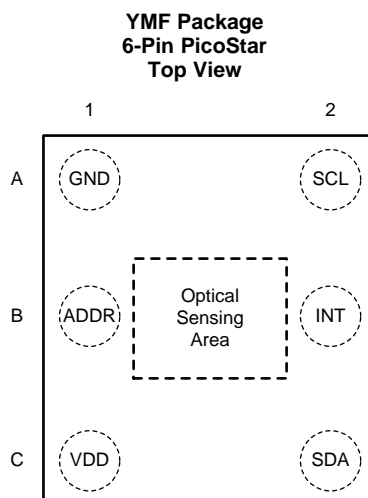 YMF Package
6-Pin PicoStar
Top View
1 2
A GND SCL
Optical
B ADDR Sensing INT
Area
C VDD SDA